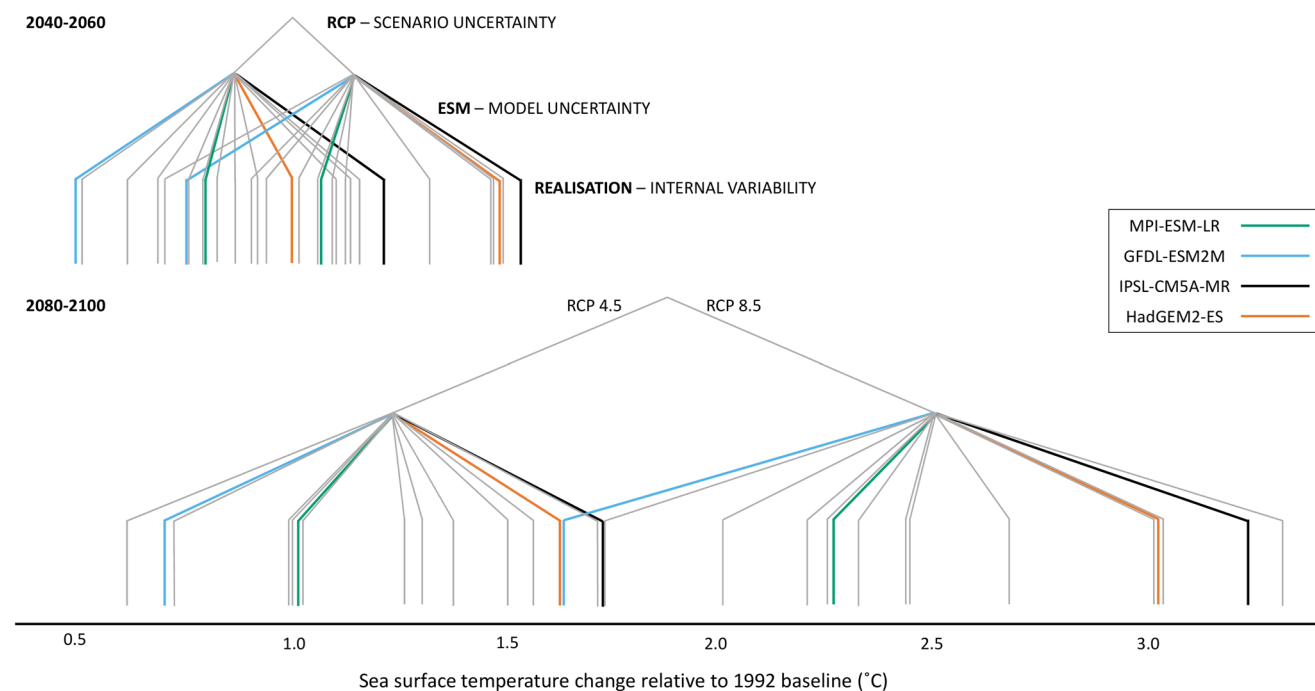 2040-2060
RCP – SCENARIO UNCERTAINTY
ESM – MODEL UNCERTAINTY
REALISATION – INTERNAL VARIABILITY
MPI-ESM-LR
GFDL-ESM2M
IPSL-CM5A-MR
HadGEM2-ES
2080-2100
RCP 4.5
RCP 8.5
0.5
1.0
1.5
2.0
2.5
3.0
Sea surface temperature change relative to 1992 baseline (˚C)